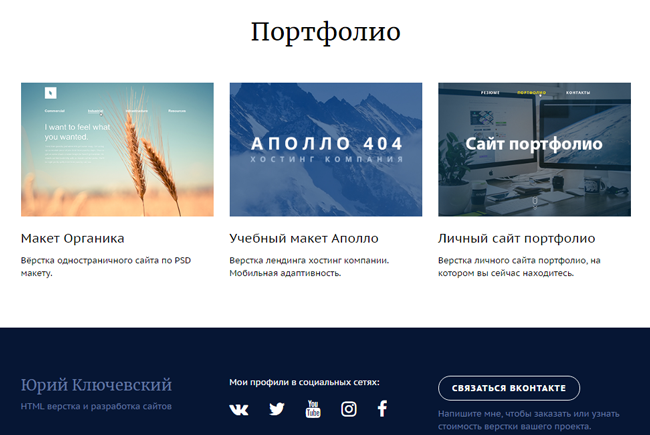 Портфолио
I want to feel what
you wanted.
АПОЛЛО 404
ХОСТИНГ КОМПАНИЯ
РЕЗЮМЕ ПОРТФОЛИО КОНТАКТЫ
Сайт портфолио
Макет Органика
Вёрстка одностраничного сайта по PSD
макету.
Учебный макет Аполло
Верстка лендинга хостинг компании.
Мобильная адаптивность.
Личный сайт портфолио
Верстка личного сайта портфолио, на
котором вы сейчас находитесь.
Юрий Ключевский
HTML верстка и разработка сайтов
Мои профили в социальных сетях:
You
Tube
СВЯЗАТЬСЯ ВКОНТАКТЕ
Напишите мне, чтобы заказать или узнать
стоимость верстки вашего проекта.